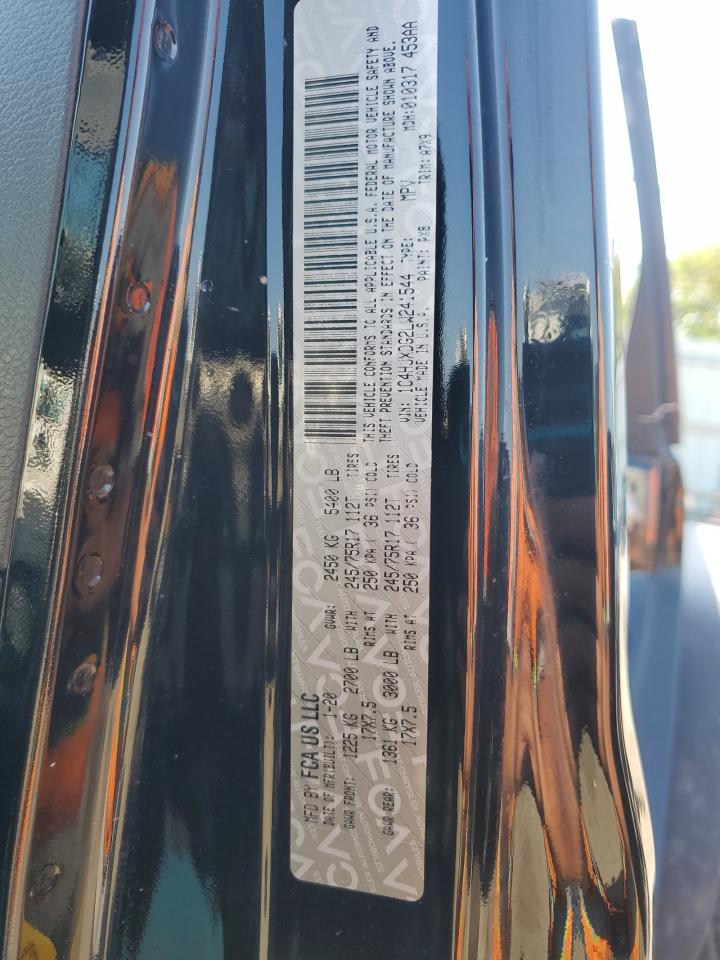 MFD BY FCA US LLC
DATE OF MFR(BUILT): 1-20 GVWR: 2450 KG 5400 LB
GAWR FRONT: 1225 KG 2700 LB WITH 245/75R17 112T TIRES
17X7.5 RIMS AT 250 KPA / 36 PSI COLD
GAWR REAR: 1361 KG 3000 LB WITH 245/75R17 112T TIRES
17X7.5 RIMS AT 250 KPA / 36 PSI COLD
THIS VEHICLE CONFORMS TO ALL APPLICABLE U.S.A. FEDERAL MOTOR VEHICLE SAFETY AND
THEFT PREVENTION STANDARDS IN EFFECT ON THE DATE OF MANUFACTURE SHOWN ABOVE.
VIN: 1C4HJXDG2LW241544 TYPE: MPV MDH:010317 453AA
VEHICLE MADE IN U.S.A. PAINT: PX8 TRIM: A7X9